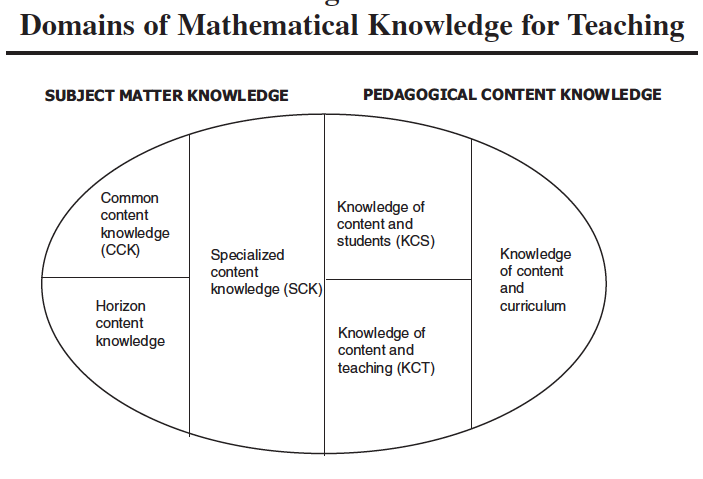 Domains of Mathematical Knowledge for Teaching
SUBJECT MATTER KNOWLEDGE
PEDAGOGICAL CONTENT KNOWLEDGE
Common
content
knowledge
(CCK)
Horizon
content
knowledge
Specialized
content
knowledge (SCK)
Knowledge of
content and
students (KCS)
Knowledge of
content and
teaching (KCT)
Knowledge
of content
and
curriculum